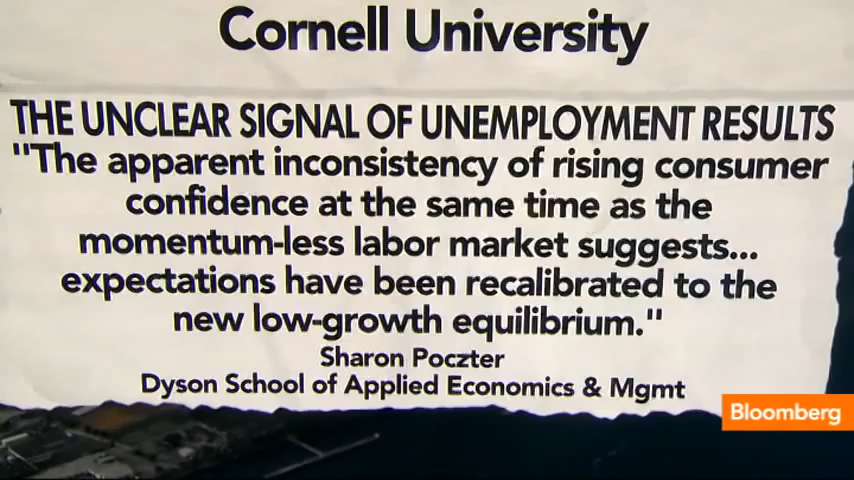 Cornell University
THE UNCLEAR SIGNAL OF UNEMPLOYMENT RESULTS
"The apparent inconsistency of rising consumer
confidence at the same time as the
momentum-less labor market suggests...
expectations have been recalibrated to the
new low-growth equilibrium."
Sharon Poczter
Dyson School of Applied Economics & Mgmt
Bloomberg